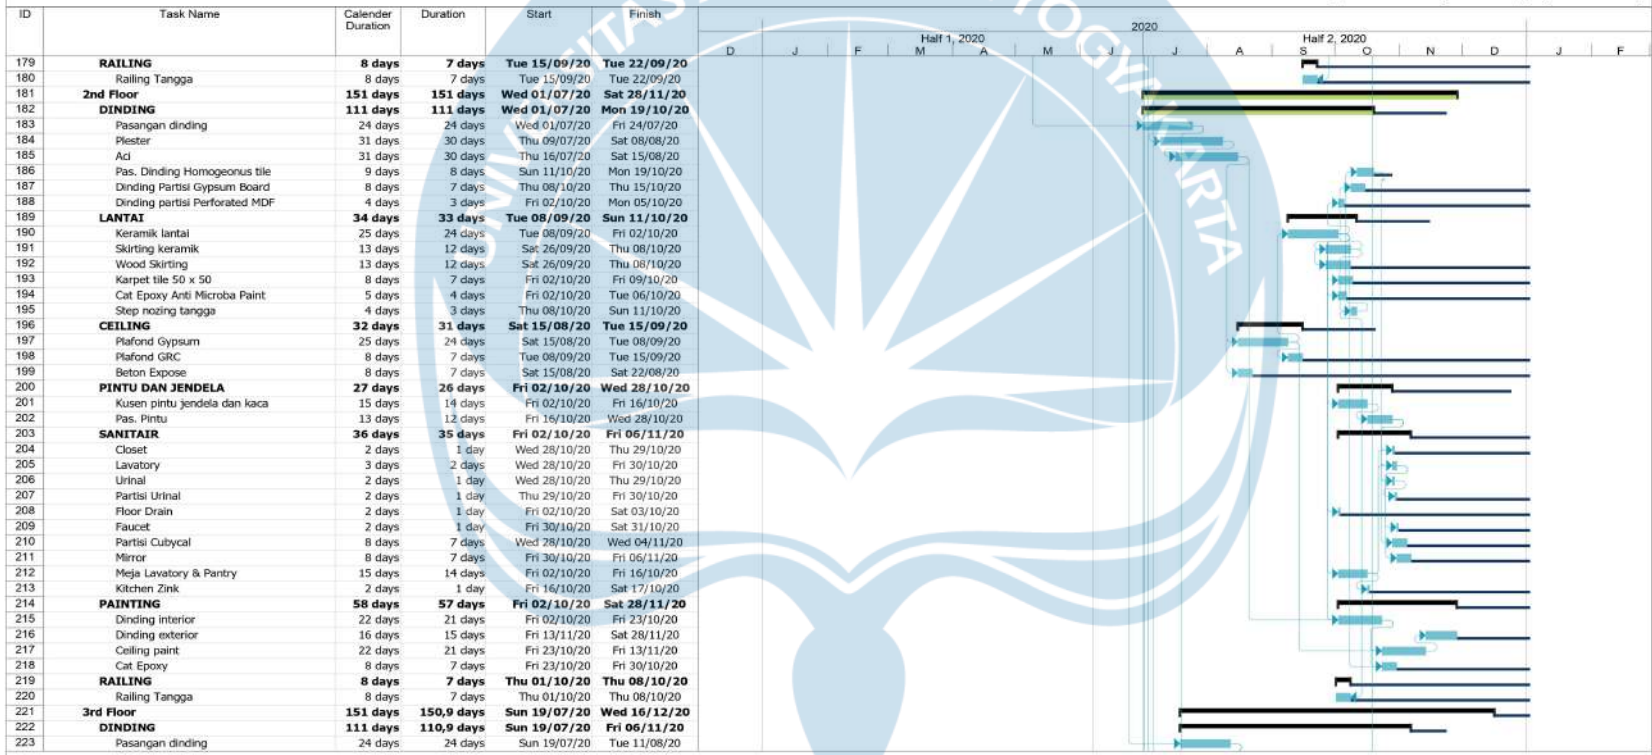 ID Task Name Calender Duration Duration Start Finish
2020
Half 1, 2020 Half 2, 2020
D J F M A M J J A S O N D J F
179 RAILING 8 days 7 days Tue 15/09/20 Tue 22/09/20
180 Railing Tangga 8 days 7 days Tue 15/09/20 Tue 22/09/20
181 2nd Floor 151 days 151 days Wed 01/07/20 Sat 28/11/20
182 DINDING 111 days 111 days Wed 01/07/20 Mon 19/10/20
183 Pasangan dinding 24 days 24 days Wed 01/07/20 Fri 24/07/20
184 Plester 31 days 30 days Thu 09/07/20 Sat 08/08/20
185 Aci 31 days 30 days Thu 16/07/20 Sat 15/08/20
186 Pas. Dinding Homogeonus tile 9 days 8 days Sun 11/10/20 Mon 19/10/20
187 Dinding Partisi Gypsum Board 8 days 7 days Thu 08/10/20 Thu 15/10/20
188 Dinding partisi Perforated MDF 4 days 3 days Fri 02/10/20 Mon 05/10/20
189 LANTAI 34 days 33 days Tue 08/09/20 Sun 11/10/20
190 Keramik lantai 25 days 24 days Tue 08/09/20 Fri 02/10/20
191 Skirting keramik 13 days 12 days Sat 26/09/20 Thu 08/10/20
192 Wood Skirting 13 days 12 days Sat 26/09/20 Thu 08/10/20
193 Karpet tile 50 x 50 8 days 7 days Fri 02/10/20 Fri 09/10/20
194 Cat Epoxy Anti Microba Paint 5 days 4 days Fri 02/10/20 Tue 06/10/20
195 Step nozing tangga 4 days 3 days Thu 08/10/20 Sun 11/10/20
196 CEILING 32 days 31 days Sat 15/08/20 Tue 15/09/20
197 Plafond Gypsum 25 days 24 days Sat 15/08/20 Tue 08/09/20
198 Plafond GRC 8 days 7 days Tue 08/09/20 Tue 15/09/20
199 Beton Expose 8 days 7 days Sat 15/08/20 Sat 22/08/20
200 PINTU DAN JENDELA 27 days 26 days Fri 02/10/20 Wed 28/10/20
201 Kusen pintu jendela dan kaca 15 days 14 days Fri 02/10/20 Fri 16/10/20
202 Pas. Pintu 13 days 12 days Fri 16/10/20 Wed 28/10/20
203 SANITAIR 36 days 35 days Fri 02/10/20 Fri 06/11/20
204 Closet 2 days 1 day Wed 28/10/20 Thu 29/10/20
205 Lavatory 3 days 2 days Wed 28/10/20 Fri 30/10/20
206 Urinal 2 days 1 day Wed 28/10/20 Thu 29/10/20
207 Partisi Urinal 2 days 1 day Thu 29/10/20 Fri 30/10/20
208 Floor Drain 2 days 1 day Fri 02/10/20 Sat 03/10/20
209 Faucet 2 days 1 day Fri 30/10/20 Sat 31/10/20
210 Partisi Cubycal 8 days 7 days Wed 28/10/20 Wed 04/11/20
211 Mirror 8 days 7 days Fri 30/10/20 Fri 06/11/20
212 Meja Lavatory & Pantry 15 days 14 days Fri 02/10/20 Fri 16/10/20
213 Kitchen Zink 2 days 1 day Fri 16/10/20 Sat 17/10/20
214 PAINTING 58 days 57 days Fri 02/10/20 Sat 28/11/20
215 Dinding interior 22 days 21 days Fri 02/10/20 Fri 23/10/20
216 Dinding exterior 16 days 15 days Fri 13/11/20 Sat 28/11/20
217 Ceiling paint 22 days 21 days Fri 23/10/20 Fri 13/11/20
218 Cat Epoxy 8 days 7 days Fri 23/10/20 Fri 30/10/20
219 RAILING 8 days 7 days Thu 01/10/20 Thu 08/10/20
220 Railing Tangga 8 days 7 days Thu 01/10/20 Thu 08/10/20
221 3rd Floor 151 days 150,9 days Sun 19/07/20 Wed 16/12/20
222 DINDING 111 days 110,9 days Sun 19/07/20 Fri 06/11/20
223 Pasangan dinding 24 days 24 days Sun 19/07/20 Tue 11/08/20